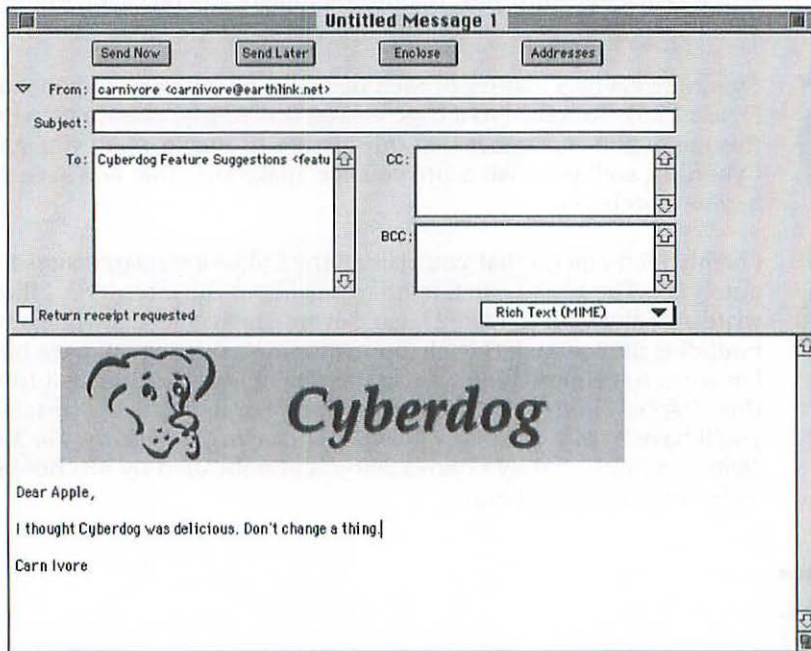 Untitled Message 1
Send Now Send Later Enclose Addresses
From: carnivore <carnivore@earthlink.net>
Subject:
To: Cyberdog Feature Suggestions <featu
CC:
BCC:
Return receipt requested
Rich Text (MIME)
Cyberdog
Dear Apple,
I thought Cyberdog was delicious. Don't change a thing.
Carn Ivore